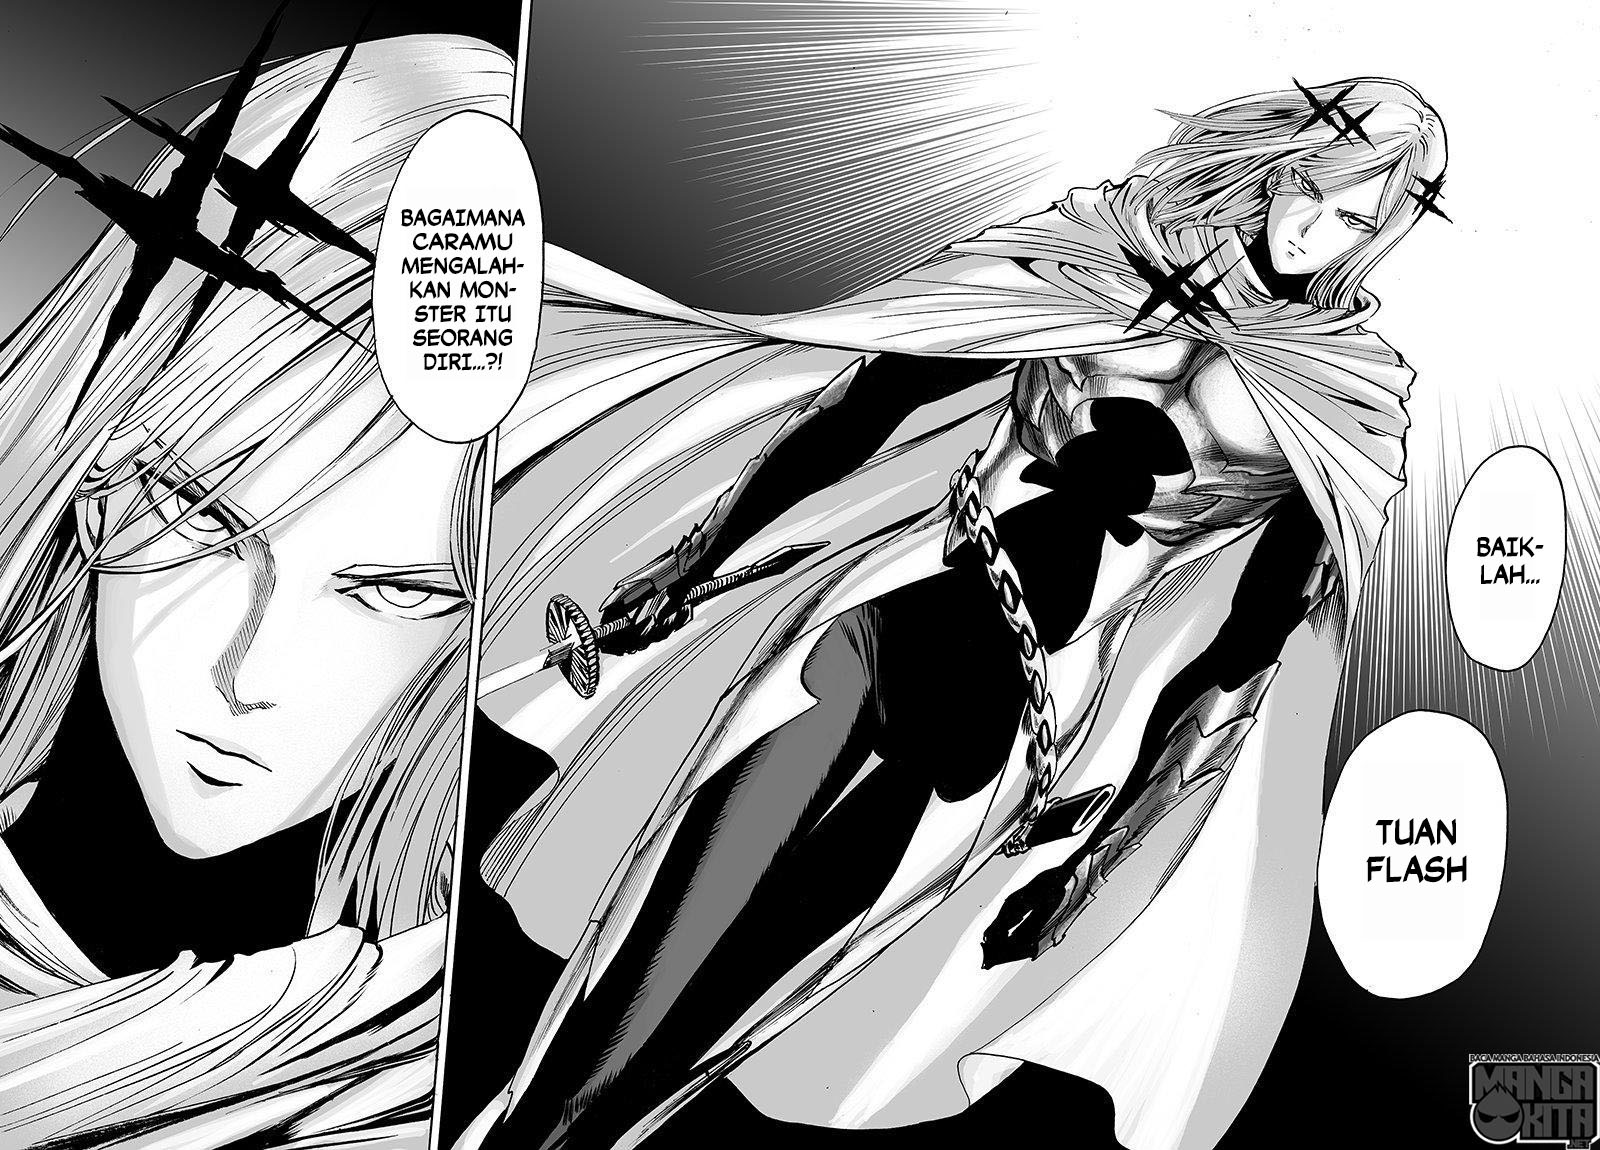 BAIK-
LAH...
TUAN
FLASH
BAGAIMANA
CARAMU
MENGALAH-
KAN MON-
STER ITU
SEORANG
DIRI...?!
BACA MANGA BAHASA INDONESIA
MANGA
KITA
.NET